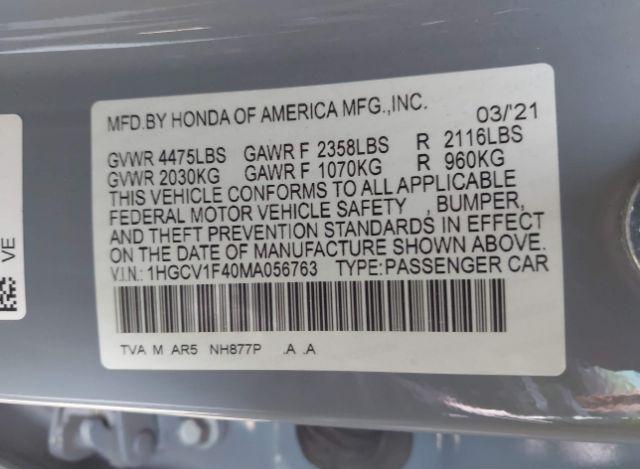 MFD.BY HONDA OF AMERICA MFG.,INC. 03/'21
GVWR 4475LBS GAWR F 2358LBS R 2116LBS
GVWR 2030KG GAWR F 1070KG R 960KG
THIS VEHICLE CONFORMS TO ALL APPLICABLE
FEDERAL MOTOR VEHICLE SAFETY , BUMPER,
AND THEFT PREVENTION STANDARDS IN EFFECT
ON THE DATE OF MANUFACTURE SHOWN ABOVE.
V.I.N.: 1HGCV1F40MA056763 TYPE:PASSENGER CAR
TVA M AR5 NH877P .A .A
VE